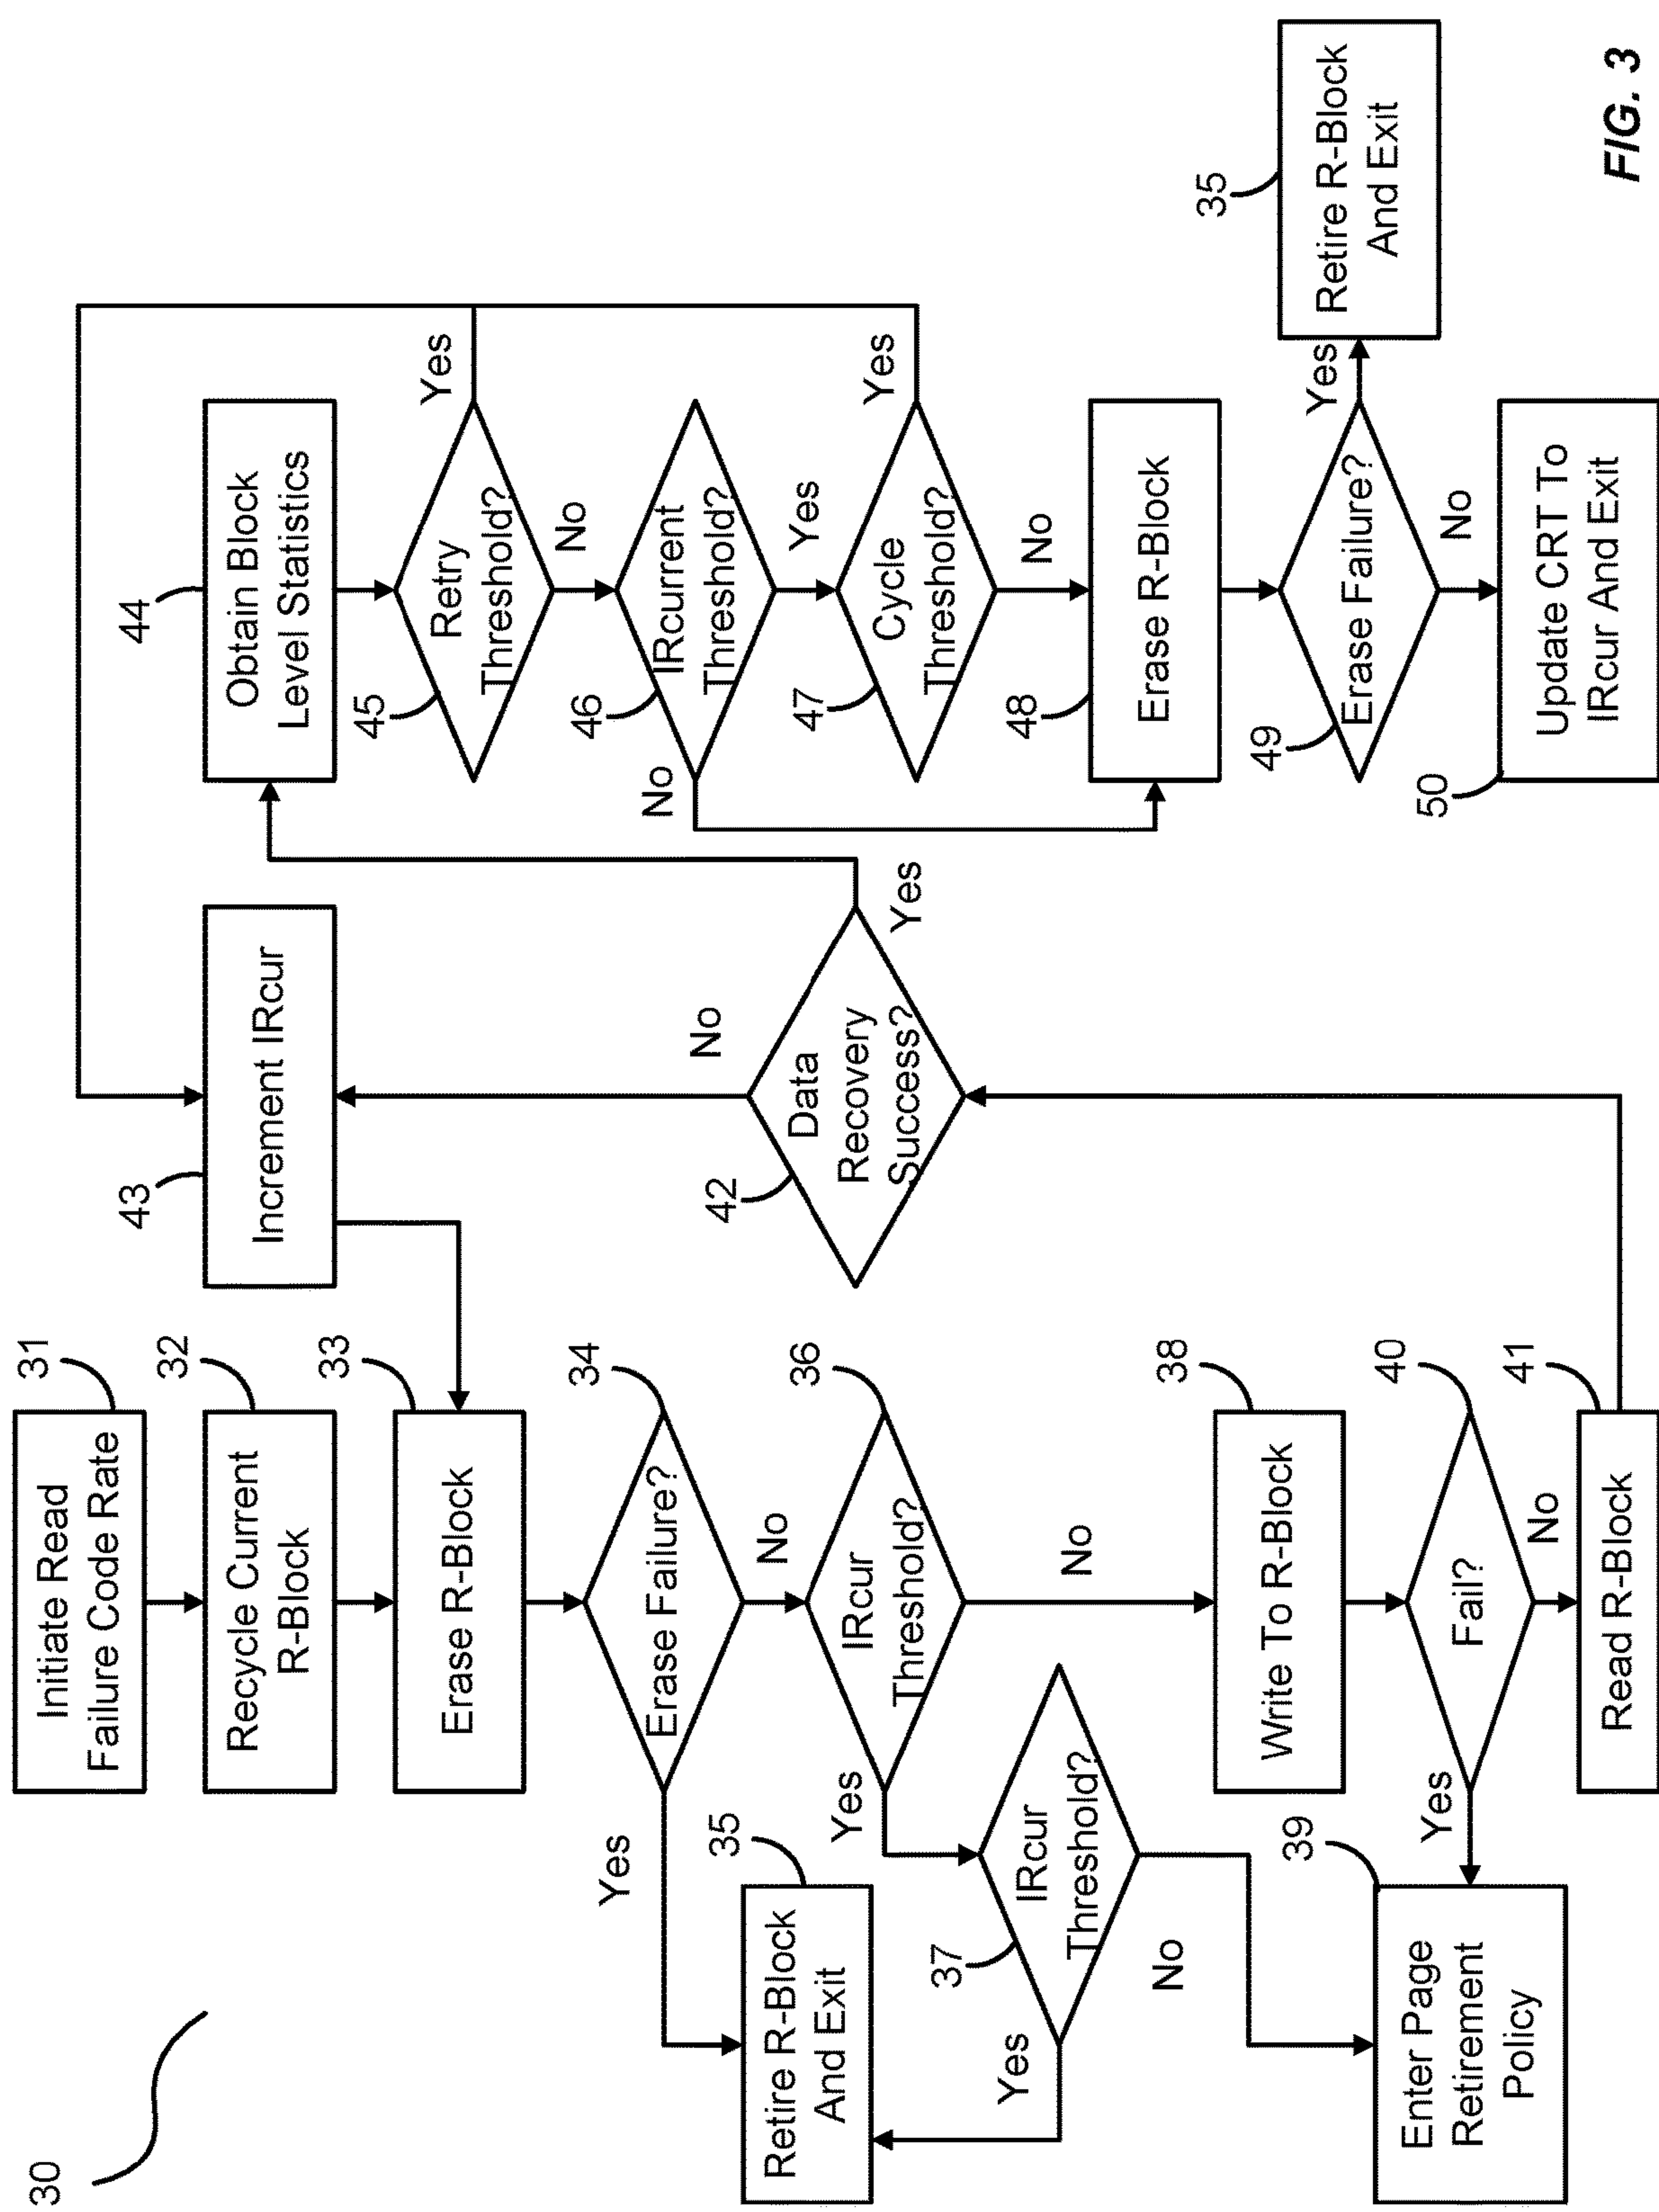 30
31
Initiate Read
Failure Code Rate
32
Recycle Current
R-Block
33
Erase R-Block
34
Erase Failure?
Yes
No
35
Retire R-Block
And Exit
36
IRcur
Threshold?
Yes
No
37
IRcur
Threshold?
Yes
No
38
Write To R-Block
39
Enter Page
Retirement
Policy
40
Fail?
Yes
No
41
Read R-Block
42
Data
Recovery
Success?
No
Yes
43
Increment IRcur
44
Obtain Block
Level Statistics
45
Retry
Threshold?
Yes
No
46
IRcurrent
Threshold?
No
Yes
47
Cycle
Threshold?
Yes
No
48
Erase R-Block
49
Erase Failure?
Yes
No
35
Retire R-Block
And Exit
50
Update CRT To
IRcur And Exit
FIG. 3